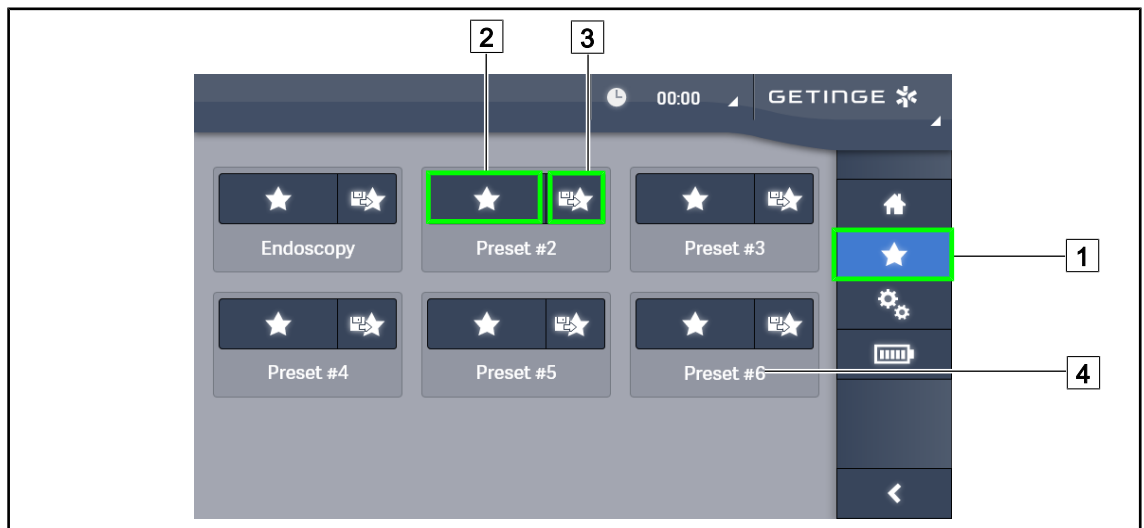 2 3
00:00 GETINGE
Endoscopy Preset #2 Preset #3
1
Preset #4 Preset #5 Preset #6
4